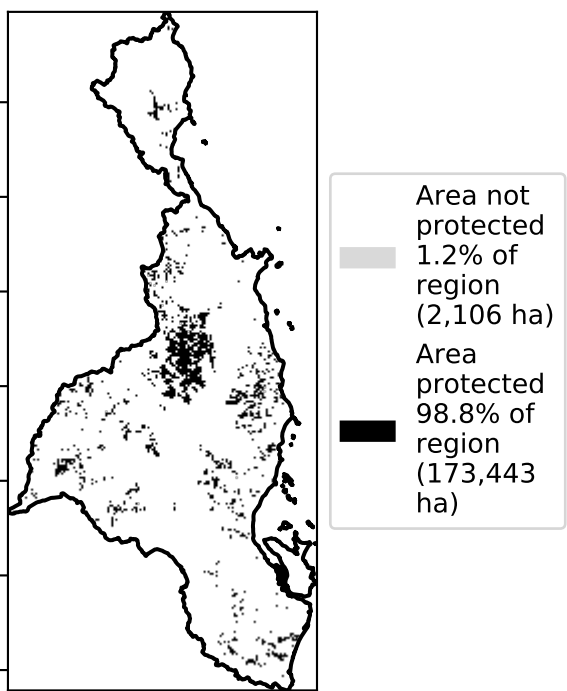 Area not
protected
1.2% of
region
(2,106 ha)
Area
protected
98.8% of
region
(173,443
ha)